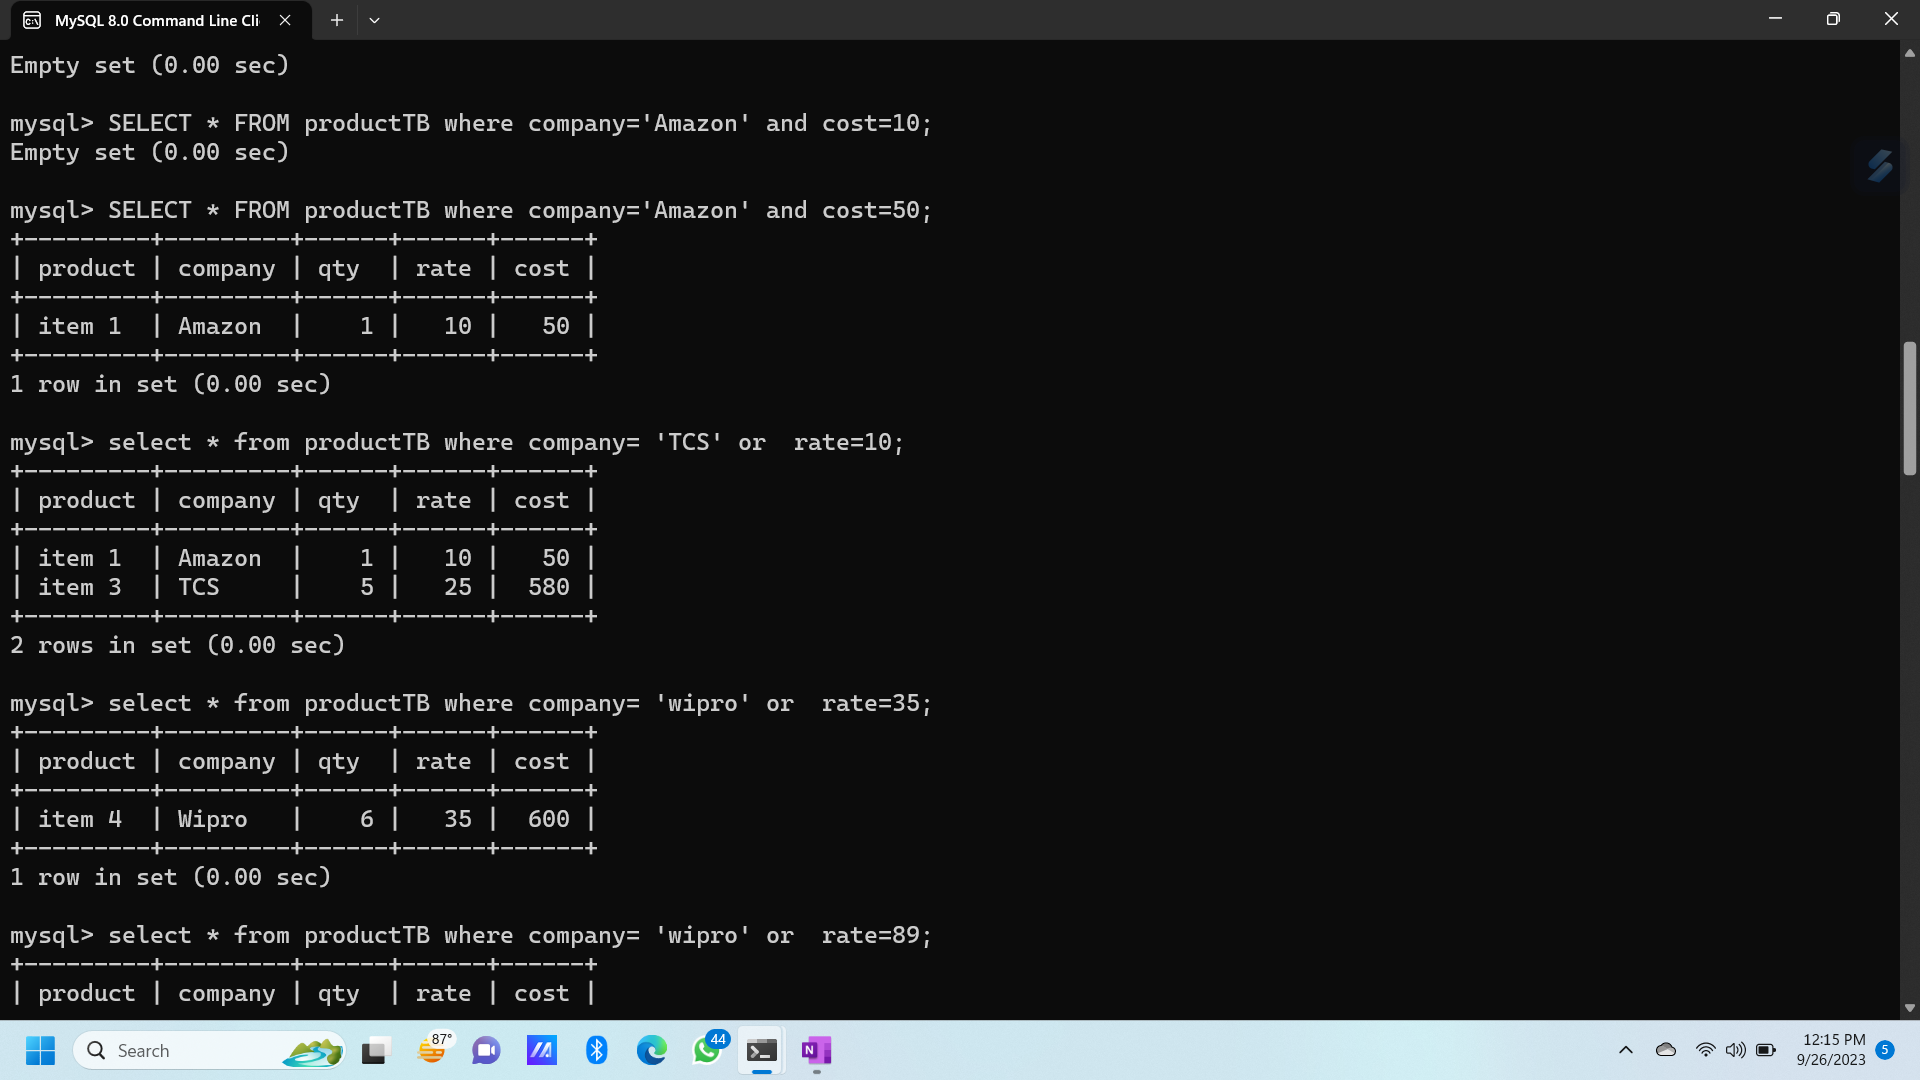 MySQL 8.0 Command Line Cli
Empty set (0.00 sec)
mysql> SELECT * FROM productTB where company='Amazon' and cost=10;
Empty set (0.00 sec)
mysql> SELECT * FROM productTB where company='Amazon' and cost=50;
+---------+---------+------+------+------+
| product | company | qty  | rate | cost |
+---------+---------+------+------+------+
| item 1  | Amazon  |    1 |   10 |   50 |
+---------+---------+------+------+------+
1 row in set (0.00 sec)
mysql> select * from productTB where company= 'TCS' or  rate=10;
+---------+---------+------+------+------+
| product | company | qty  | rate | cost |
+---------+---------+------+------+------+
| item 1  | Amazon  |    1 |   10 |   50 |
| item 3  | TCS     |    5 |   25 |  580 |
+---------+---------+------+------+------+
2 rows in set (0.00 sec)
mysql> select * from productTB where company= 'wipro' or  rate=35;
+---------+---------+------+------+------+
| product | company | qty  | rate | cost |
+---------+---------+------+------+------+
| item 4  | Wipro   |    6 |   35 |  600 |
+---------+---------+------+------+------+
1 row in set (0.00 sec)
mysql> select * from productTB where company= 'wipro' or  rate=89;
+---------+---------+------+------+------+
| product | company | qty  | rate | cost |
Search
87°
44
N
12:15 PM
9/26/2023
5